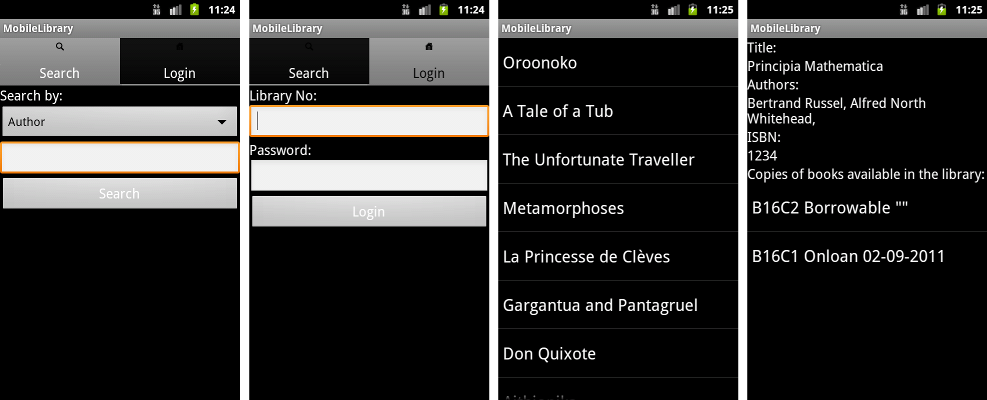 11:24
MobileLibrary
Search
Login
Search by:
Author
Search
11:24
MobileLibrary
Search
Login
Library No:
Password:
Login
11:25
MobileLibrary
Oroonoko
A Tale of a Tub
The Unfortunate Traveller
Metamorphoses
La Princesse de Clèves
Gargantua and Pantagruel
Don Quixote
11:25
MobileLibrary
Title:
Principia Mathematica
Authors:
Bertrand Russel, Alfred North
Whitehead,
ISBN:
1234
Copies of books available in the library:
B16C2 Borrowable ""
B16C1 Onloan 02-09-2011